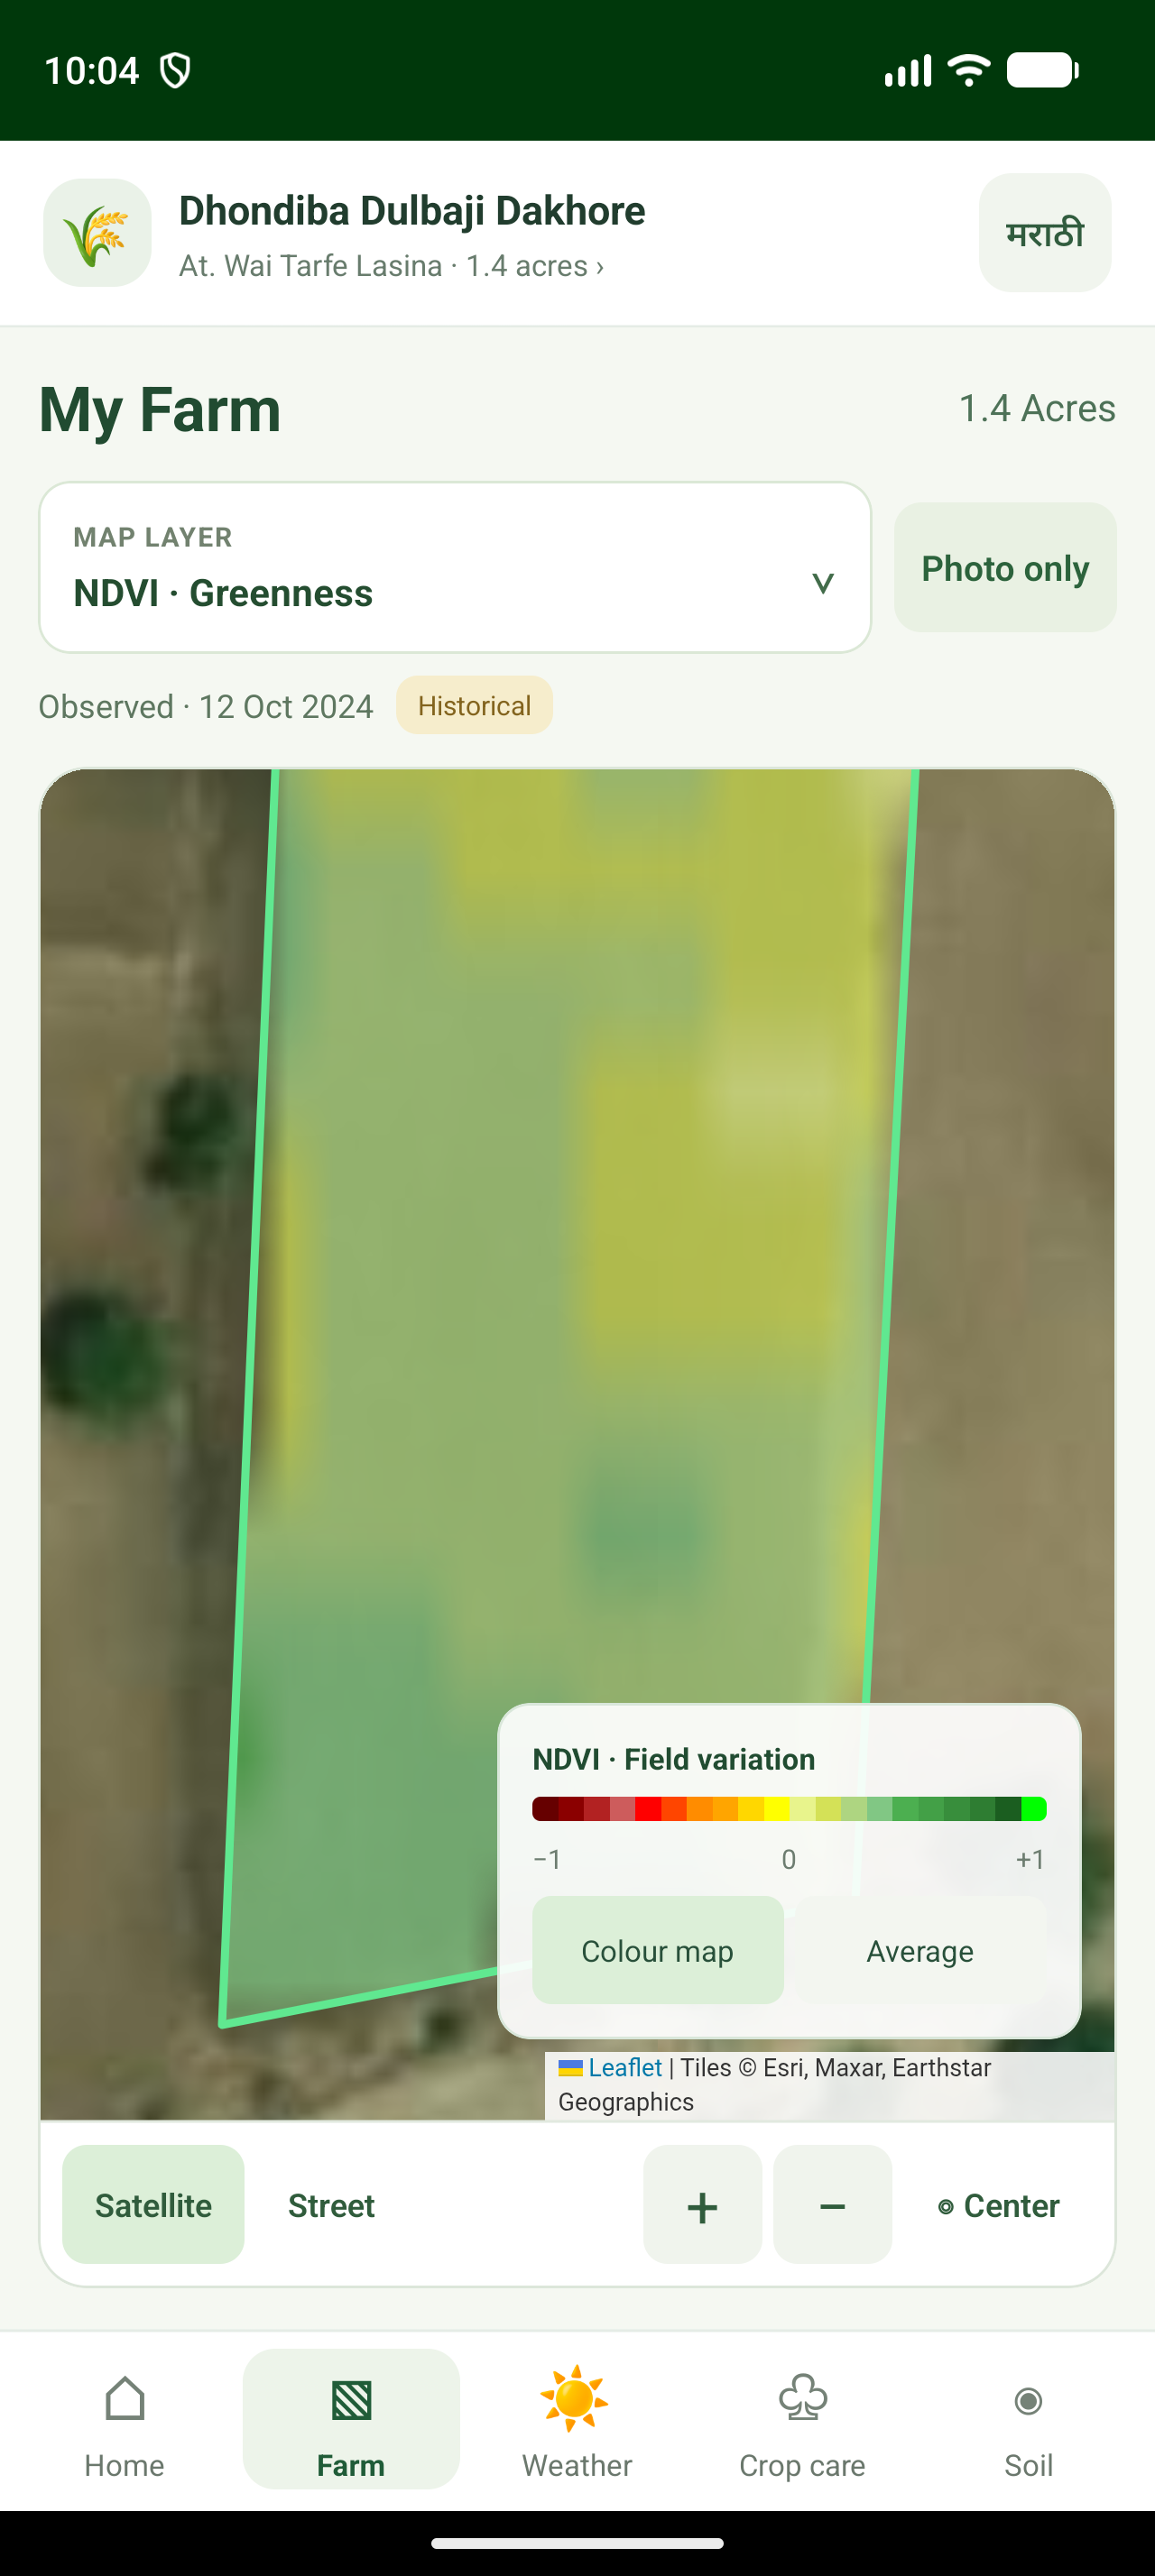 10:04
Dhondiba Dulbaji Dakhore
At. Wai Tarfe Lasina · 1.4 acres ›
मराठी
My Farm
1.4 Acres
MAP LAYER
NDVI · Greenness
Photo only
Observed · 12 Oct 2024
Historical
NDVI · Field variation
−1 0 +1
Colour map Average
Leaflet | Tiles © Esri, Maxar, Earthstar
Geographics
Satellite Street + − Center
Home Farm Weather Crop care Soil